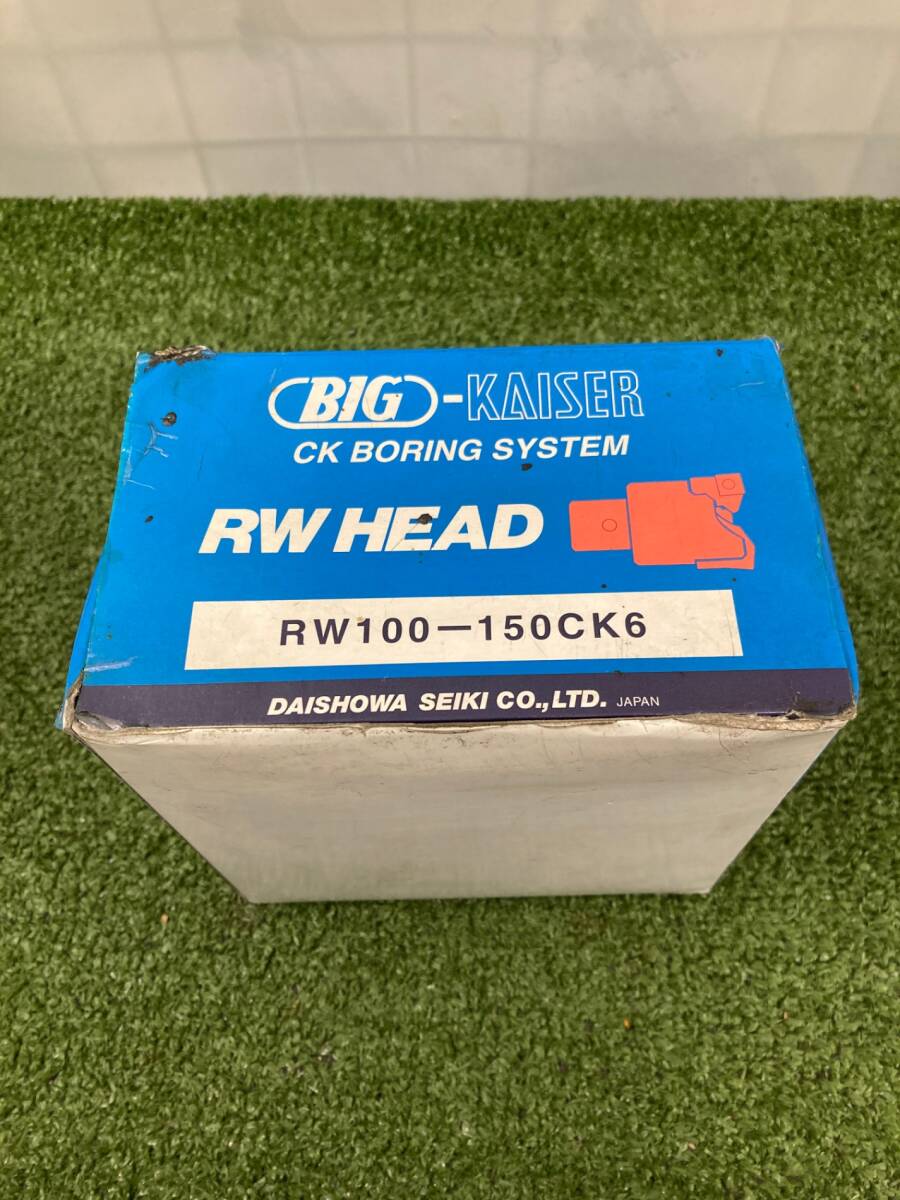 BIG-KAISER
CK BORING SYSTEM
RW HEAD
RW100-150CK6
DAISHOWA SEIKI CO.,LTD. JAPAN